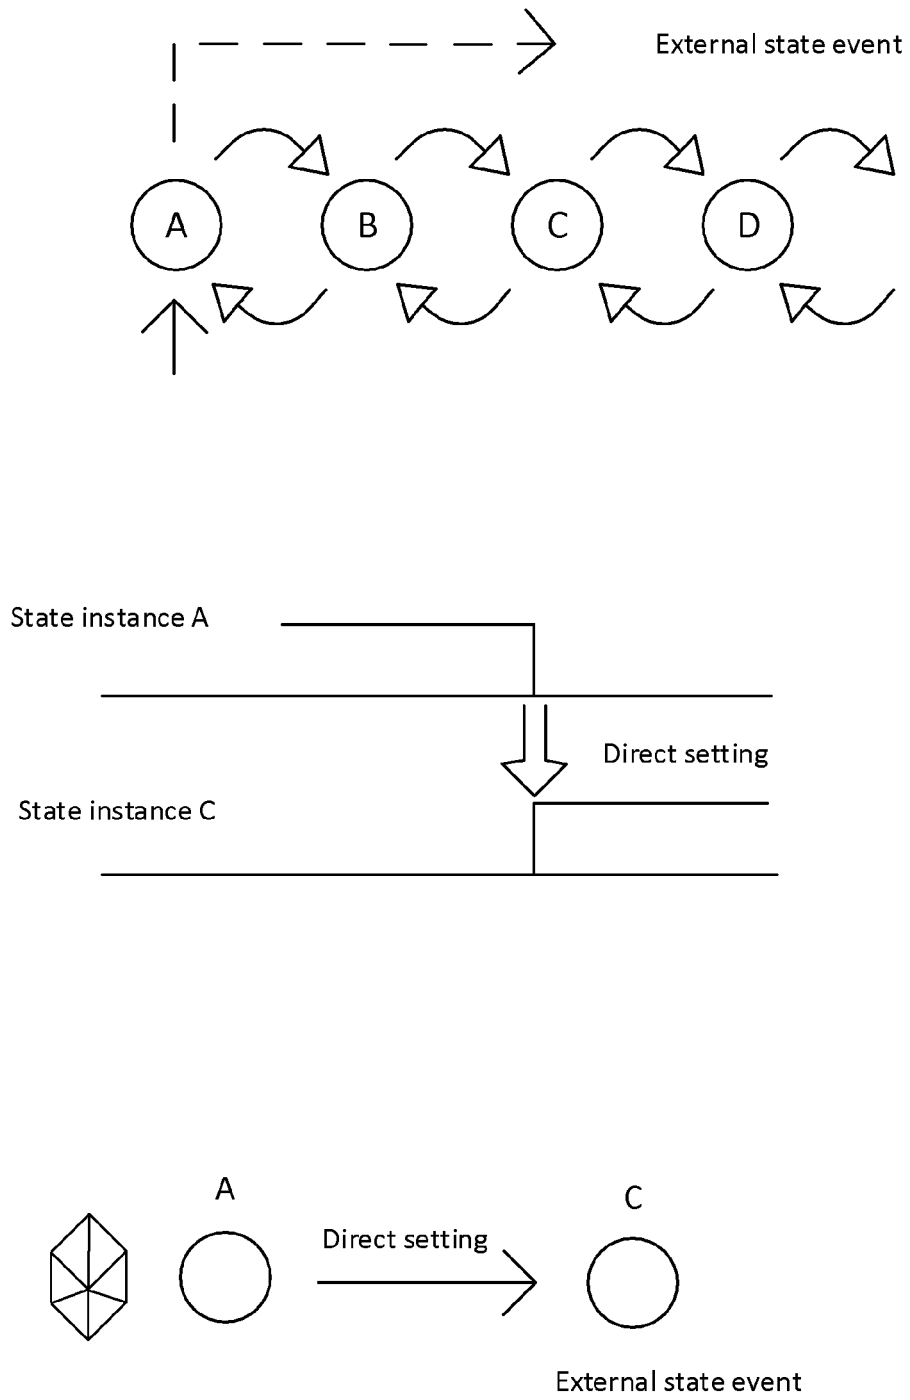 External state event
A
B
C
D
State instance A
Direct setting
State instance C
A
C
Direct setting
External state event